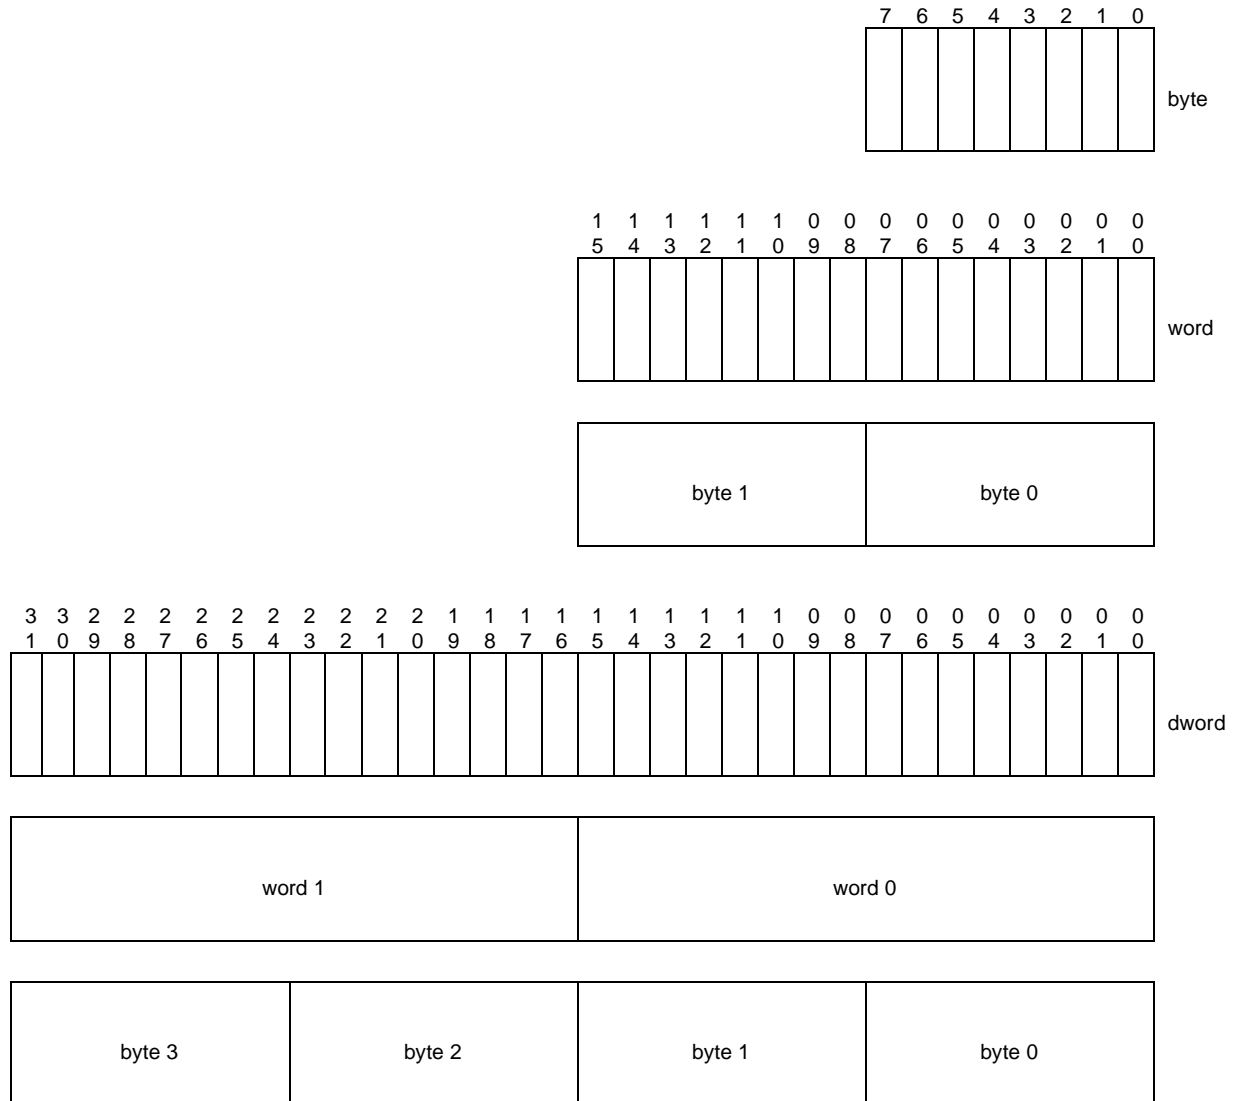 7 6 5 4 3 2 1 0
byte
1 1 1 1 1 1 0 0 0 0 0 0 0 0 0 0
5 4 3 2 1 0 9 8 7 6 5 4 3 2 1 0
word
byte 1 byte 0
3 3 2 2 2 2 2 2 2 2 2 2 1 1 1 1 1 1 1 1 1 1 0 0 0 0 0 0 0 0 0 0
1 0 9 8 7 6 5 4 3 2 1 0 9 8 7 6 5 4 3 2 1 0 9 8 7 6 5 4 3 2 1 0
dword
word 1 word 0
byte 3 byte 2 byte 1 byte 0